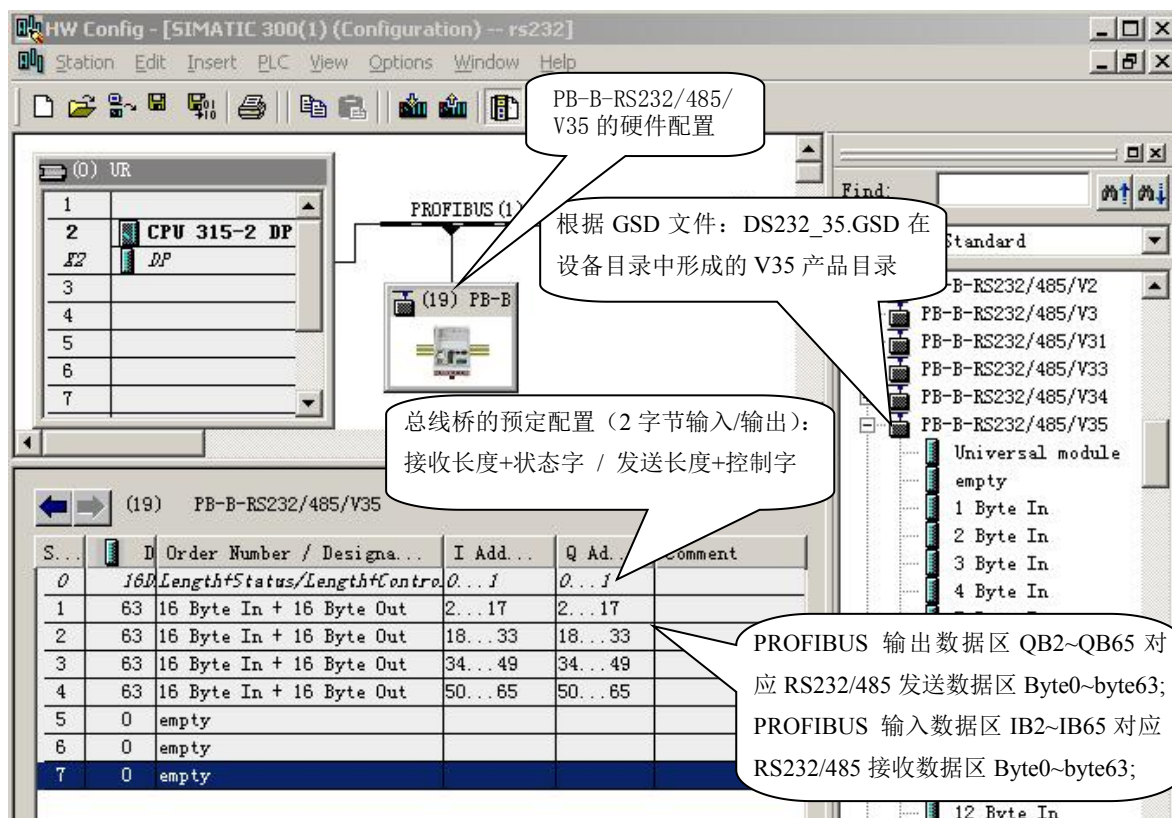 HW Config - [SIMATIC 300(1) (Configuration) -- rs232]
Station Edit Insert PLC View Options Window Help
PB-B-RS232/485/
V35 的硬件配置
(0) UR
1
2 CPU 315-2 DP
E2 DP
3
4
5
6
7
PROFIBUS(1)
(19) PB-B
根据 GSD 文件：DS232_35.GSD 在
设备目录中形成的 V35 产品目录
总线桥的预定配置（2 字节输入/输出）：
接收长度+状态字 / 发送长度+控制字
Find:
Standard
-B-RS232/485/V2
PB-B-RS232/485/V3
PB-B-RS232/485/V31
PB-B-RS232/485/V33
PB-B-RS232/485/V34
PB-B-RS232/485/V35
Universal module
empty
1 Byte In
2 Byte In
3 Byte In
4 Byte In
12 Byte In
(19) PB-B-RS232/485/V35
S... D Order Number / Designa... I Add... Q Ad... Comment
0 16D Length+Status/Length+Contro 0...1 0...1
1 63 16 Byte In + 16 Byte Out 2...17 2...17
2 63 16 Byte In + 16 Byte Out 18...33 18...33
3 63 16 Byte In + 16 Byte Out 34...49 34...49
4 63 16 Byte In + 16 Byte Out 50...65 50...65
5 0 empty
6 0 empty
7 0 empty
PROFIBUS 输出数据区 QB2~QB65 对
应 RS232/485 发送数据区 Byte0~byte63;
PROFIBUS 输入数据区 IB2~IB65 对应
RS232/485 接收数据区 Byte0~byte63;